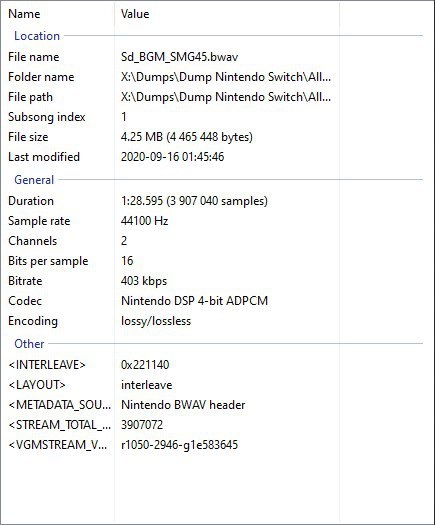 Name Value
Location
File name Sd_BGM_SMG45.bwav
Folder name X:\Dumps\Dump Nintendo Switch\All...
File path X:\Dumps\Dump Nintendo Switch\All...
Subsong index 1
File size 4.25 MB (4 465 448 bytes)
Last modified 2020-09-16 01:45:46
General
Duration 1:28.595 (3 907 040 samples)
Sample rate 44100 Hz
Channels 2
Bits per sample 16
Bitrate 403 kbps
Codec Nintendo DSP 4-bit ADPCM
Encoding lossy/lossless
Other
<INTERLEAVE> 0x221140
<LAYOUT> interleave
<METADATA_SOU... Nintendo BWAV header
<STREAM_TOTAL_... 3907072
<VGMSTREAM_V... r1050-2946-g1e583645